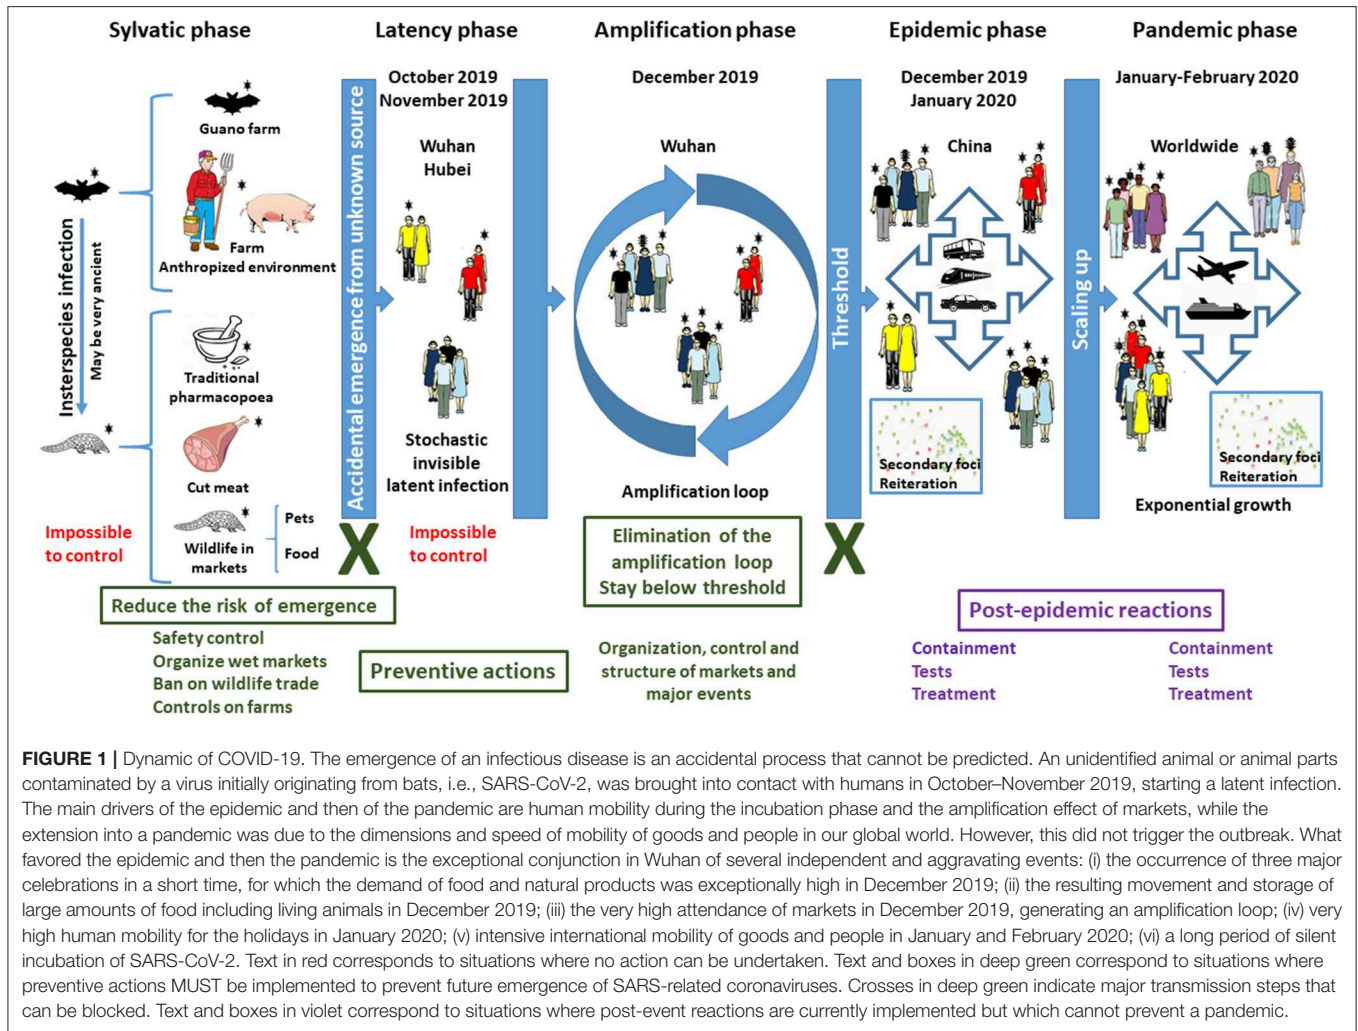 Sylvatic phase
Latency phase
Amplification phase
Epidemic phase
Pandemic phase
October 2019
November 2019
December 2019
December 2019
January 2020
January-February 2020
Guano farm
Farm
Anthropized environment
Insterspecies infection
May be very ancient
Traditional
pharmacopoea
Cut meat
Wildlife in
markets
Pets
Food
Impossible
to control
Accidental emergence from unknown source
Wuhan
Hubei
Stochastic
invisible
latent infection
Impossible
to control
Wuhan
Amplification loop
Elimination of the
amplification loop
Stay below threshold
Threshold
China
Secondary foci
Reiteration
Scaling up
Worldwide
Secondary foci
Reiteration
Exponential growth
X
X
Reduce the risk of emergence
Safety control
Organize wet markets
Ban on wildlife trade
Controls on farms
Preventive actions
Organization, control and
structure of markets and
major events
Post-epidemic reactions
Containment
Tests
Treatment
Containment
Tests
Treatment
FIGURE 1 | Dynamic of COVID-19. The emergence of an infectious disease is an accidental process that cannot be predicted. An unidentified animal or animal parts
contaminated by a virus initially originating from bats, i.e., SARS-CoV-2, was brought into contact with humans in October–November 2019, starting a latent infection.
The main drivers of the epidemic and then of the pandemic are human mobility during the incubation phase and the amplification effect of markets, while the
extension into a pandemic was due to the dimensions and speed of mobility of goods and people in our global world. However, this did not trigger the outbreak. What
favored the epidemic and then the pandemic is the exceptional conjunction in Wuhan of several independent and aggravating events: (i) the occurrence of three major
celebrations in a short time, for which the demand of food and natural products was exceptionally high in December 2019; (ii) the resulting movement and storage of
large amounts of food including living animals in December 2019; (iii) the very high attendance of markets in December 2019, generating an amplification loop; (iv) very
high human mobility for the holidays in January 2020; (v) intensive international mobility of goods and people in January and February 2020; (vi) a long period of silent
incubation of SARS-CoV-2. Text in red corresponds to situations where no action can be undertaken. Text and boxes in deep green correspond to situations where
preventive actions MUST be implemented to prevent future emergence of SARS-related coronaviruses. Crosses in deep green indicate major transmission steps that
can be blocked. Text and boxes in violet correspond to situations where post-event reactions are currently implemented but which cannot prevent a pandemic.